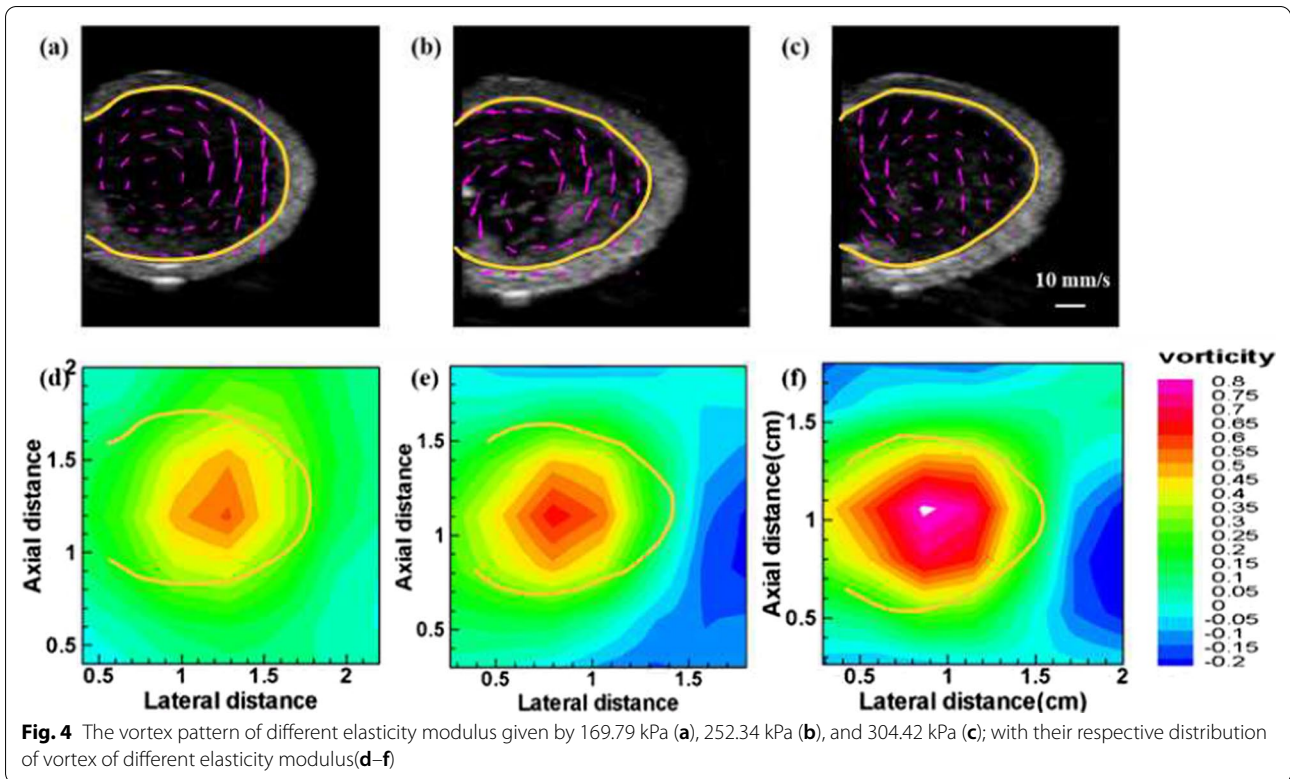 (a)
(b)
(c)
10 mm/s
(d)
2
1.5
1
0.5
Axial distance
0.5 1 1.5 2
Lateral distance
(e)
1.5
1
0.5
Axial distance
0.5 1 1.5
Lateral distance
(f)
1.5
1
0.5
Axial distance(cm)
0.5 1 1.5 2
Lateral distance(cm)
vorticity
0.8
0.75
0.7
0.65
0.6
0.55
0.5
0.45
0.4
0.35
0.3
0.25
0.2
0.15
0.1
0.05
0
-0.05
-0.1
-0.15
-0.2
Fig. 4 The vortex pattern of different elasticity modulus given by 169.79 kPa (a), 252.34 kPa (b), and 304.42 kPa (c); with their respective distribution
of vortex of different elasticity modulus(d–f)